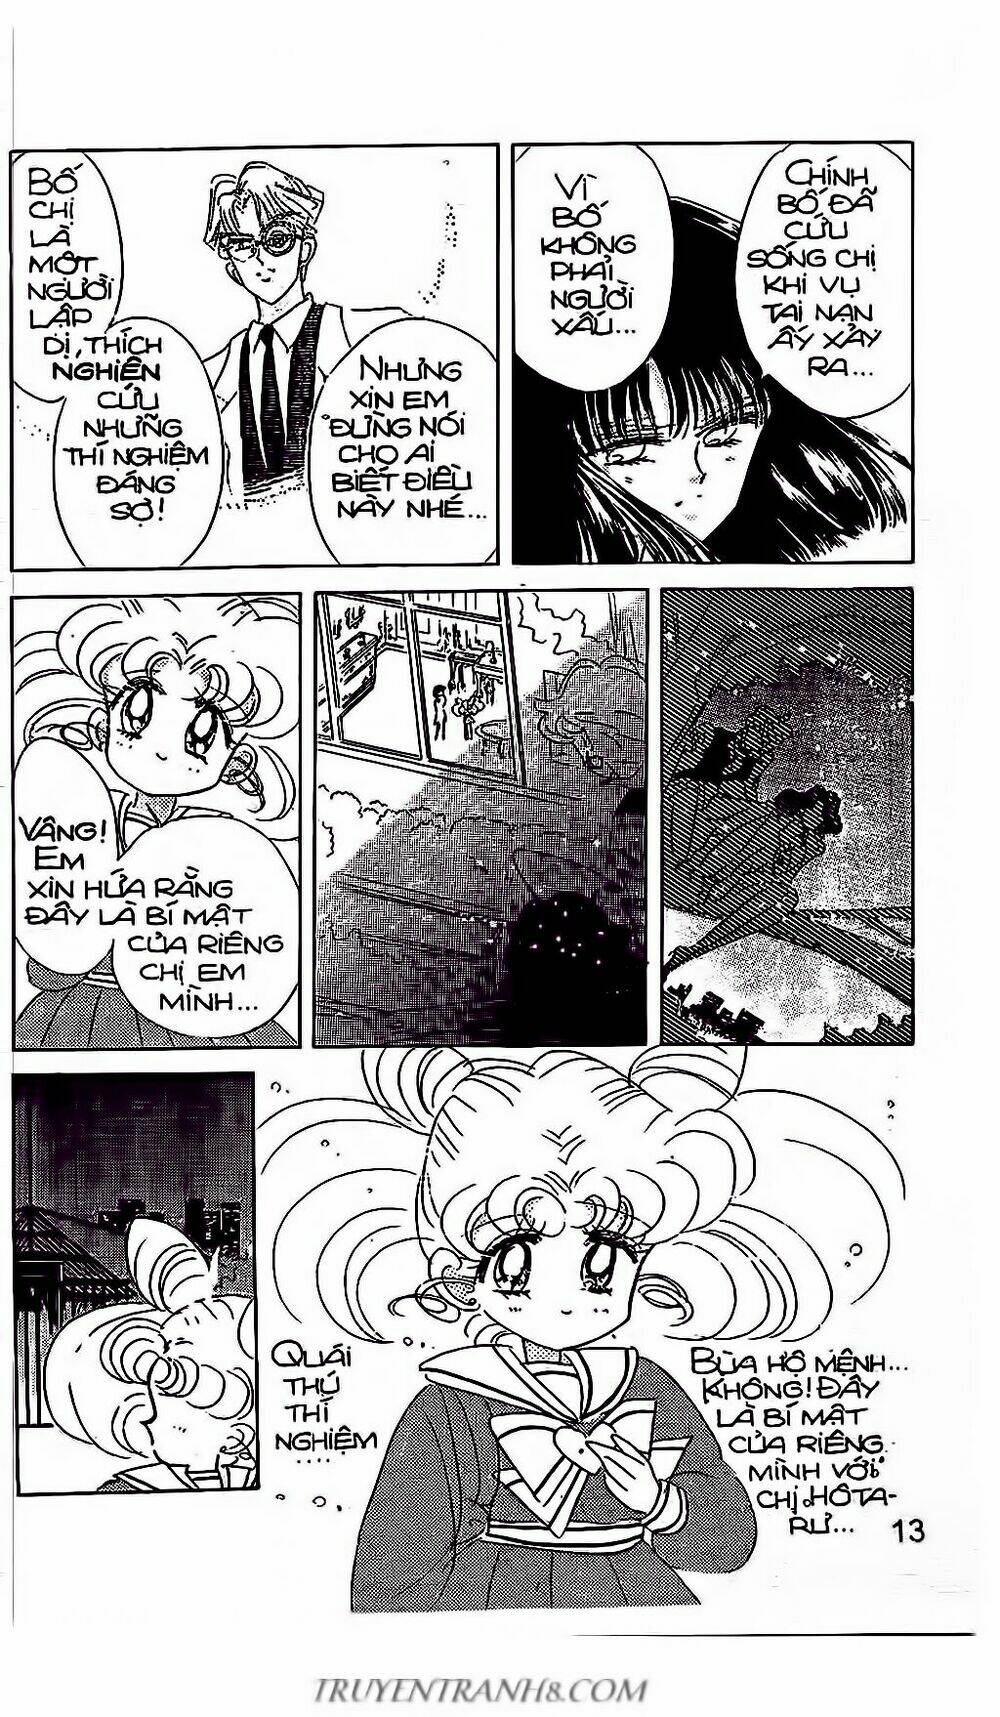 BỐ
CHỊ
LÀ
MỘT
NGƯỜI
LẬP
DỊ, THÍCH
NGHIÊN
CỨU
NHƯNG
THÍ NGHIỆM
ĐÁNG
SỢ!
NHƯNG
XIN EM
ĐỪNG NÓI
CHO AI
BIẾT ĐIỀU
NÀY NHÉ...
VÌ
BỐ
KHÔNG
PHẢI
NGƯỜI
XẤU...
CHÍNH
BỐ ĐÃ
CỨU
SỐNG CHỊ
KHI VỤ
TAI NẠN
ẤY XẢY
RA...
VÂNG!
EM
XIN HỨA RẰNG
ĐÂY LÀ BÍ MẬT
CỦA RIÊNG
CHỊ EM
MÌNH...
QUÁI
THÚ
THÍ
NGHIỆM
....
BÙA HỘ MỆNH...
KHÔNG! ĐÂY
LÀ BÍ MẬT
CỦA RIÊNG
MÌNH VỚI
CHỊ HÔTA-
RƯ...
13
TRUYENTRANH8.COM